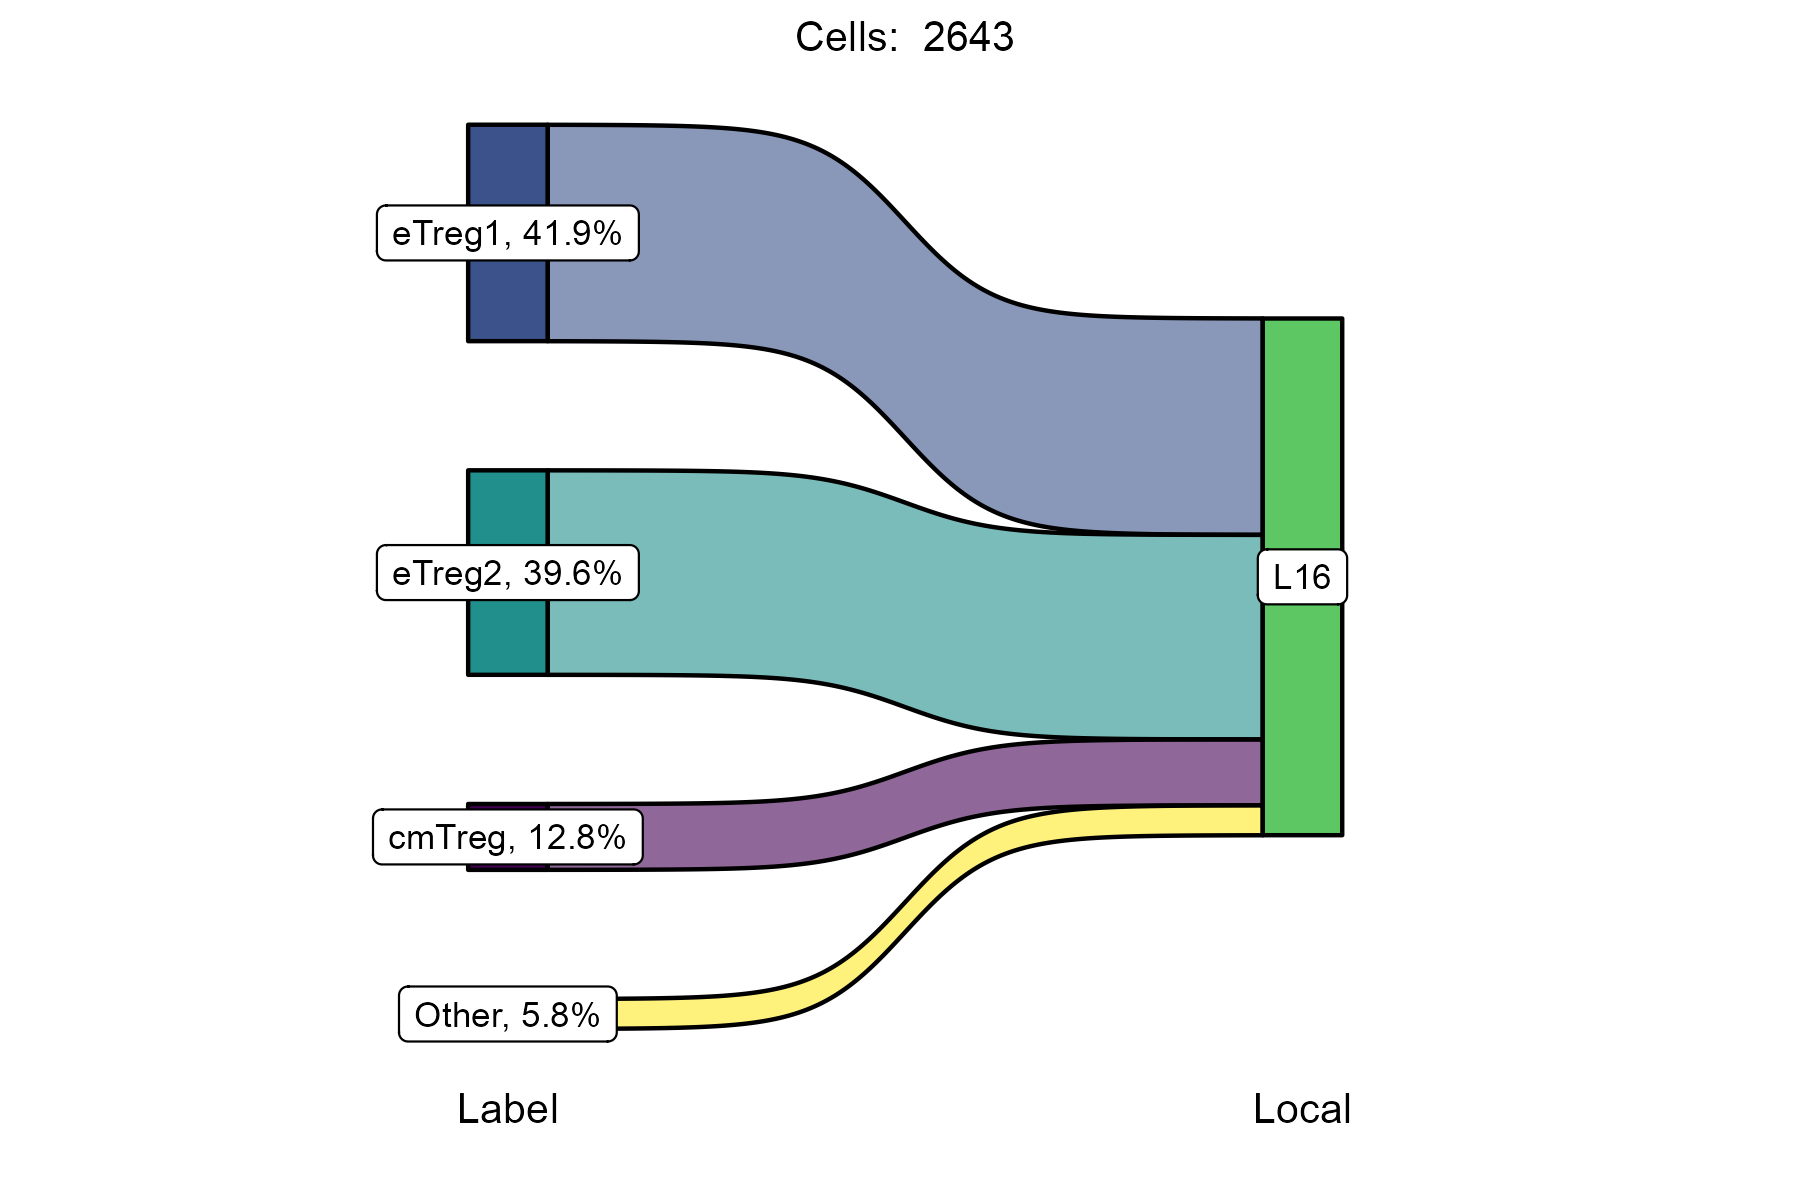 Cells:  2643
eTreg1, 41.9%
eTreg2, 39.6%
L16
cmTreg, 12.8%
Other, 5.8%
Label
Local